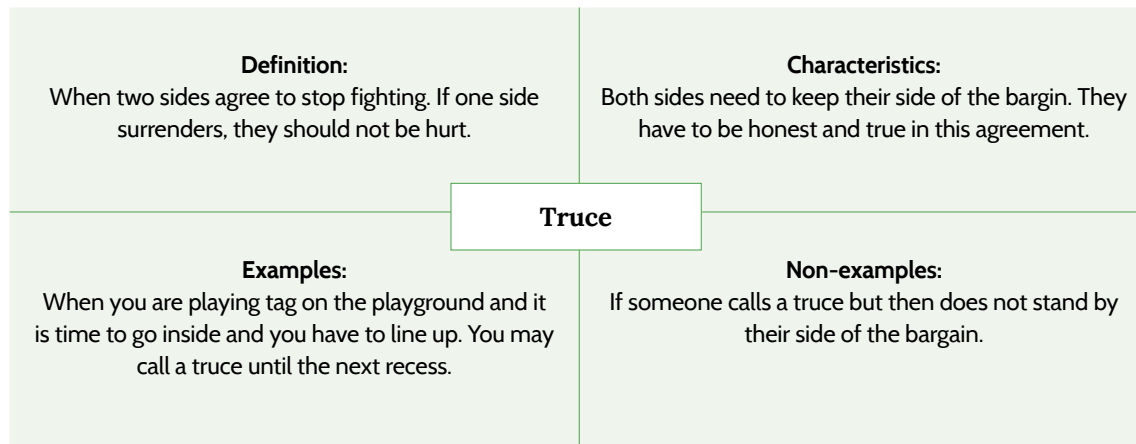 Definition:
When two sides agree to stop fighting. If one side
surrenders, they should not be hurt.
Characteristics:
Both sides need to keep their side of the bargin. They
have to be honest and true in this agreement.
Truce
Examples:
When you are playing tag on the playground and it
is time to go inside and you have to line up. You may
call a truce until the next recess.
Non-examples:
If someone calls a truce but then does not stand by
their side of the bargain.